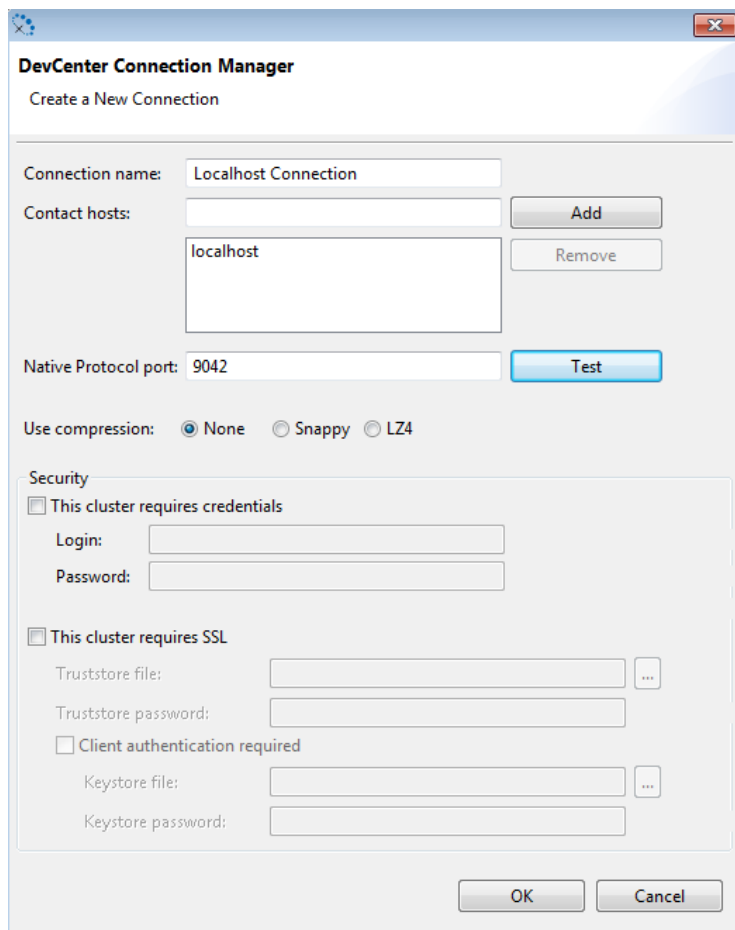 DevCenter Connection Manager
Create a New Connection
Connection name: Localhost Connection
Contact hosts: Add
localhost Remove
Native Protocol port: 9042 Test
Use compression: None Snappy LZ4
Security
This cluster requires credentials
Login:
Password:
This cluster requires SSL
Truststore file: ...
Truststore password:
Client authentication required
Keystore file: ...
Keystore password:
OK Cancel